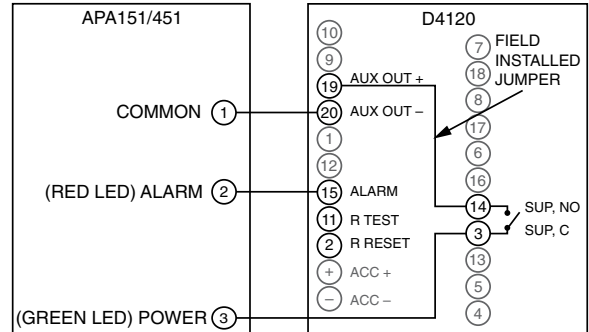 APA151/451
COMMON 1
(RED LED) ALARM 2
(GREEN LED) POWER 3
D4120
10
9
19 AUX OUT +
20 AUX OUT –
1
12
15 ALARM
11 R TEST
2 R RESET
+ ACC +
– ACC –
7
18
8
17
6
16
14 SUP, NO
3 SUP, C
13
5
4
FIELD
INSTALLED
JUMPER